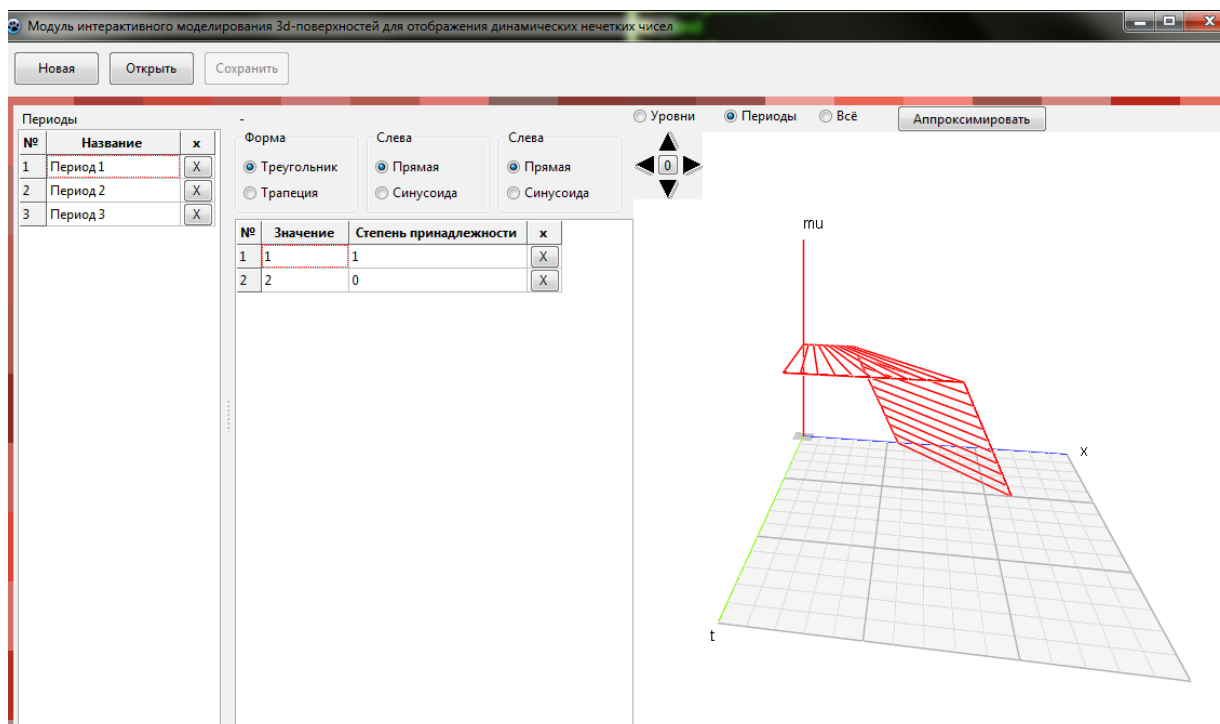 Модуль интерактивного моделирования 3d-поверхностей для отображения динамических нечетких чисел
Новая Открыть Сохранить
Периоды
№ Название x
1 Период 1 X
2 Период 2 X
3 Период 3 X
-
Форма Слева Слева
Треугольник Прямая Прямая
Трапеция Синусоида Синусоида
№ Значение Степень принадлежности x
1 1 1 X
2 2 0 X
Уровни Периоды Всё Аппроксимировать
0
mu
x
t